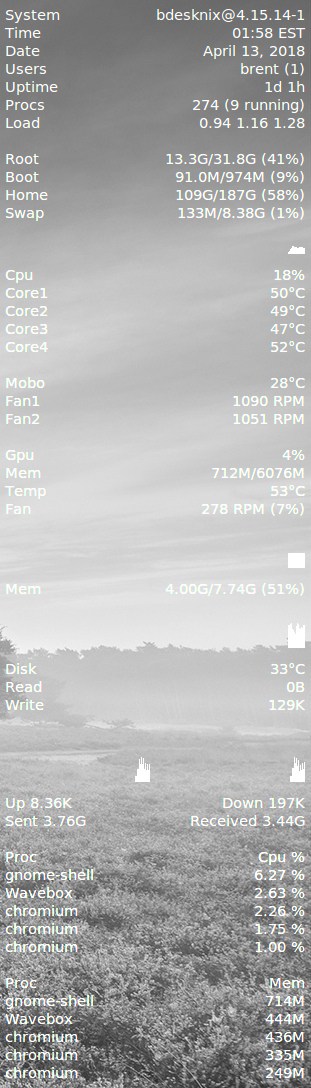 System bdesknix@4.15.14-1
Time 01:58 EST
Date April 13, 2018
Users brent (1)
Uptime 1d 1h
Procs 274 (9 running)
Load 0.94 1.16 1.28
Root 13.3G/31.8G (41%)
Boot 91.0M/974M (9%)
Home 109G/187G (58%)
Swap 133M/8.38G (1%)
Cpu 18%
Core1 50°C
Core2 49°C
Core3 47°C
Core4 52°C
Mobo 28°C
Fan1 1090 RPM
Fan2 1051 RPM
Gpu 4%
Mem 712M/6076M
Temp 53°C
Fan 278 RPM (7%)
Mem 4.00G/7.74G (51%)
Disk 33°C
Read 0B
Write 129K
Up 8.36K Down 197K
Sent 3.76G Received 3.44G
Proc Cpu %
gnome-shell 6.27 %
Wavebox 2.63 %
chromium 2.26 %
chromium 1.75 %
chromium 1.00 %
Proc Mem
gnome-shell 714M
Wavebox 444M
chromium 436M
chromium 335M
chromium 249M